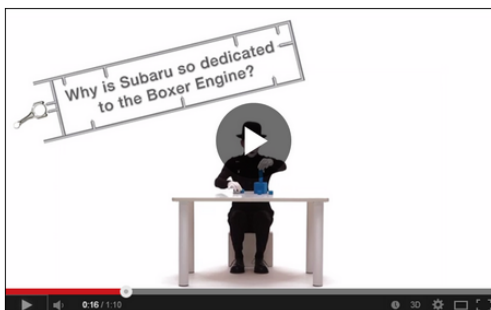 Why is Subaru so dedicated
to the Boxer Engine?
0:16 / 1:10
3D